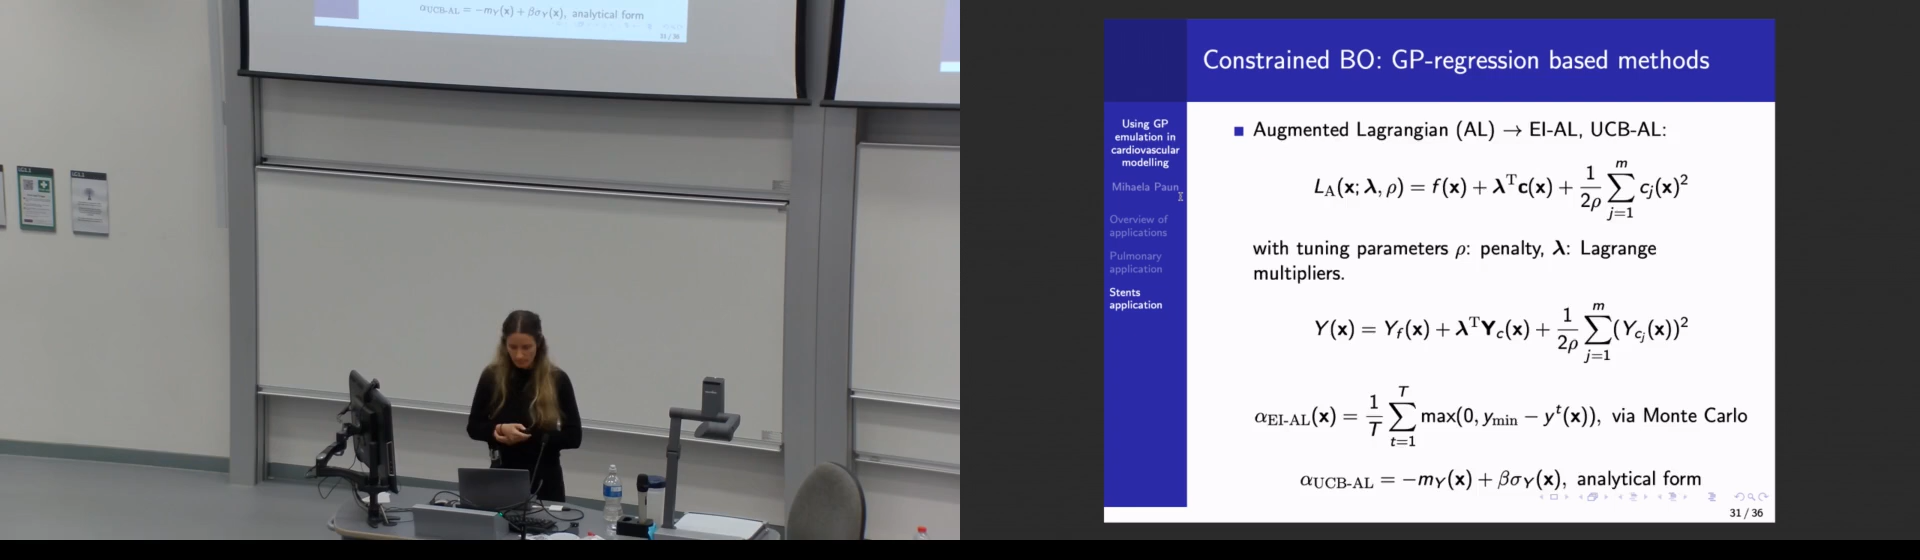 α_UCB-AL = −m_Y(x) + βσ_Y(x), analytical form
31 / 36
Constrained BO: GP-regression based methods
Using GP
emulation in
cardiovascular
modelling
Mihaela Paun
Overview of
applications
Pulmonary
application
Stents
application
Augmented Lagrangian (AL) → EI-AL, UCB-AL:
L_A(x; λ, ρ) = f(x) + λ^T c(x) + 1/(2ρ) ∑_{j=1}^{m} c_j(x)^2
with tuning parameters ρ: penalty, λ: Lagrange
multipliers.
Y(x) = Y_f(x) + λ^T Y_c(x) + 1/(2ρ) ∑_{j=1}^{m} (Y_{c_j}(x))^2
α_EI-AL(x) = 1/T ∑_{t=1}^{T} max(0, y_min − y^t(x)), via Monte Carlo
α_UCB-AL = −m_Y(x) + βσ_Y(x), analytical form
31 / 36